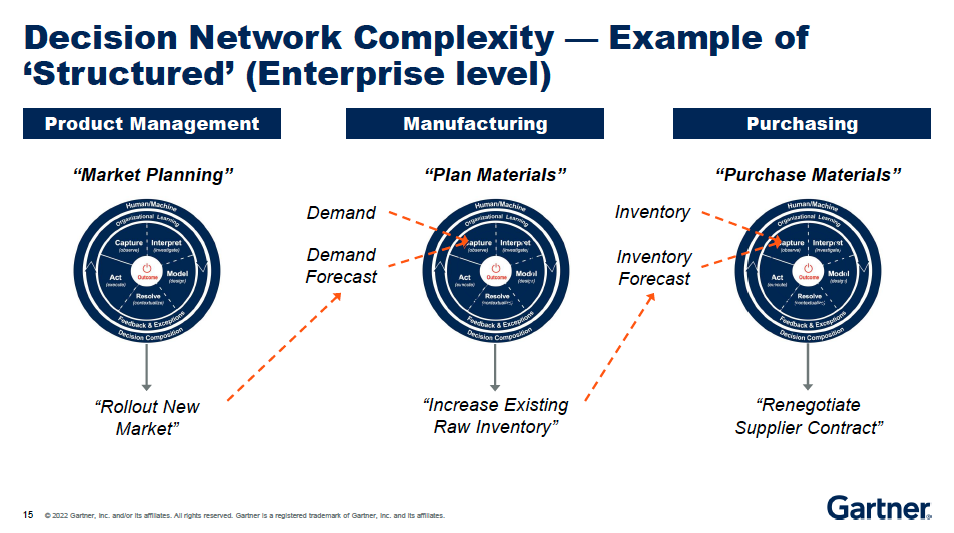 Decision Network Complexity — Example of
‘Structured’ (Enterprise level)
Product Management
Manufacturing
Purchasing
“Market Planning”
“Plan Materials”
“Purchase Materials”
Human/Machine
Organizational Learning
Capture
(observe)
Interpret
(investigate)
Act
(execute)
Outcome
Model
(design)
Resolve
(contextualize)
Feedback & Exceptions
Decision Composition
Demand
Demand
Forecast
Human/Machine
Organizational Learning
Capture
(observe)
Interpret
(investigate)
Act
(execute)
Outcome
Model
(design)
Resolve
(contextualize)
Feedback & Exceptions
Decision Composition
Inventory
Inventory
Forecast
Human/Machine
Organizational Learning
Capture
(observe)
Interpret
(investigate)
Act
(execute)
Outcome
Model
(design)
Resolve
(contextualize)
Feedback & Exceptions
Decision Composition
“Rollout New
Market”
“Increase Existing
Raw Inventory”
“Renegotiate
Supplier Contract”
15 © 2022 Gartner, Inc. and/or its affiliates. All rights reserved. Gartner is a registered trademark of Gartner, Inc. and its affiliates.
Gartner